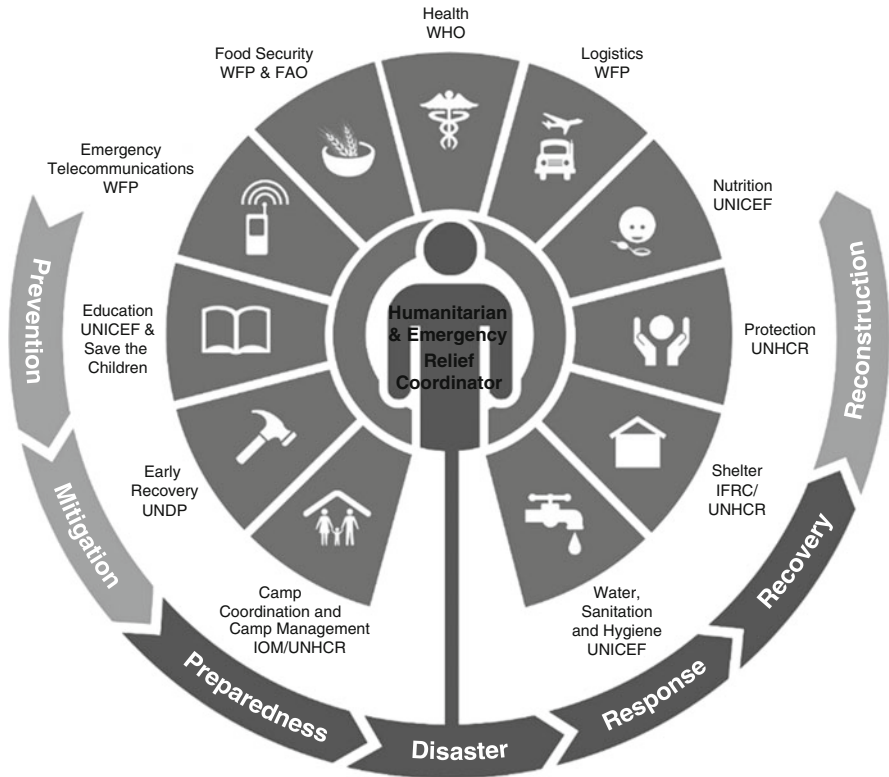 Health
WHO
Food Security
WFP & FAO
Logistics
WFP
Emergency
Telecommunications
WFP
Nutrition
UNICEF
Education
UNICEF &
Save the
Children
Humanitarian
& Emergency
Relief
Coordinator
Protection
UNHCR
Early
Recovery
UNDP
Shelter
IFRC/
UNHCR
Camp
Coordination and
Camp Management
IOM/UNHCR
Water,
Sanitation
and Hygiene
UNICEF
Prevention
Mitigation
Preparedness
Disaster
Response
Recovery
Reconstruction